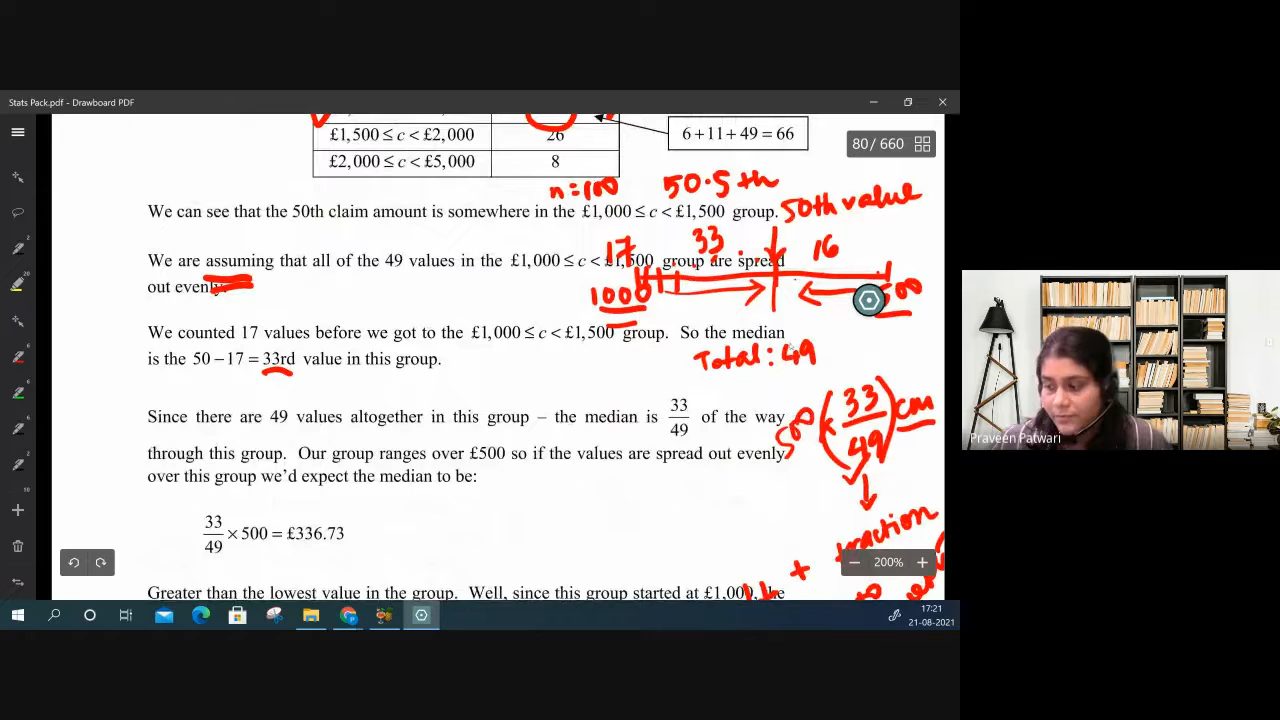 Stats Pack.pdf - Drawboard PDF
£1,500 ≤ c < £2,000 26
6 + 11 + 49 = 66
80 / 660
£2,000 ≤ c < £5,000 8
n = 100 50.5th
We can see that the 50th claim amount is somewhere in the £1,000 ≤ c < £1,500 group.
50th value
17 33 16
We are assuming that all of the 49 values in the £1,000 ≤ c < £1,500 group are spread
out evenly.
1000
We counted 17 values before we got to the £1,000 ≤ c < £1,500 group. So the median
is the 50 − 17 = 33rd value in this group.
Total: 49
Since there are 49 values altogether in this group – the median is 33/49 of the way
500 × (33/49) cm
through this group. Our group ranges over £500 so if the values are spread out evenly
over this group we'd expect the median to be:
33/49 × 500 = £336.73
fraction
+
200%
Greater than the lowest value in the group. Well, since this group started at £1,000, the
Praveen Patwari
17:21
21-08-2021